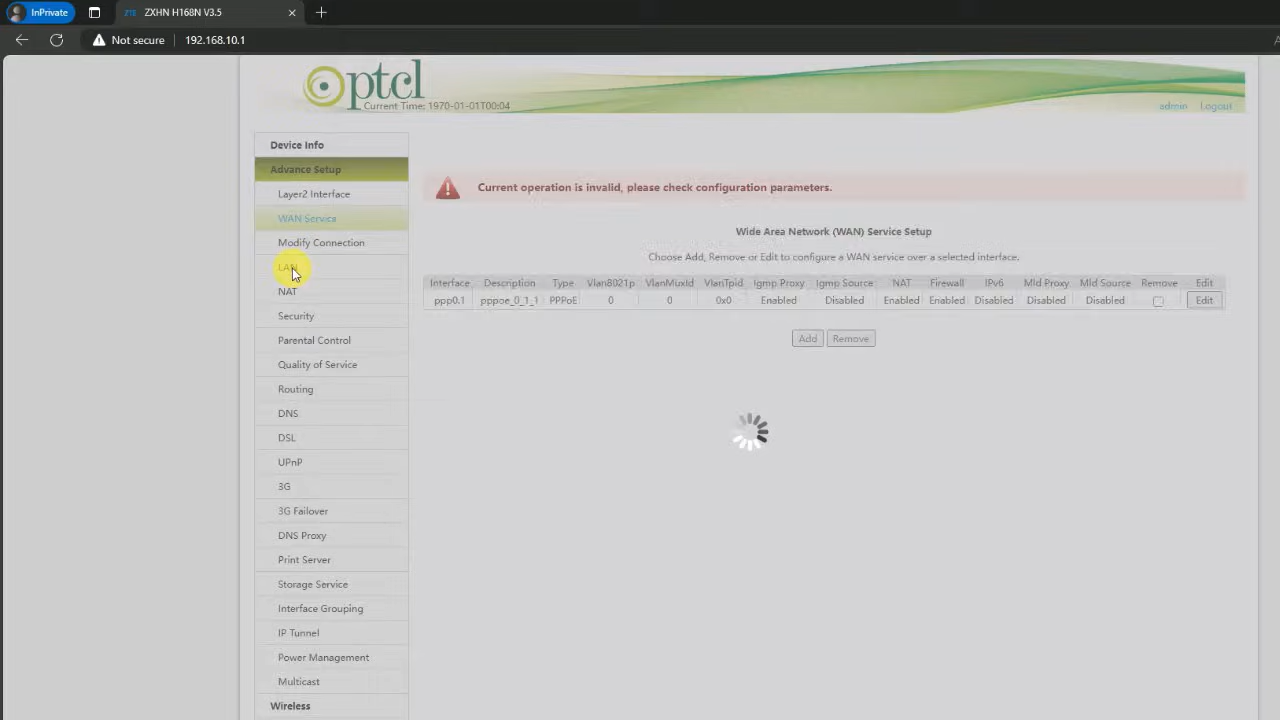 InPrivate
ZTE ZXHN H168N V3.5
Not secure 192.168.10.1
ptcl
Current Time: 1970-01-01T00:04
admin Logout
Device Info
Advance Setup
Layer2 Interface
WAN Service
Modify Connection
LAN
NAT
Security
Parental Control
Quality of Service
Routing
DNS
DSL
UPnP
3G
3G Failover
DNS Proxy
Print Server
Storage Service
Interface Grouping
IP Tunnel
Power Management
Multicast
Wireless
Current operation is invalid, please check configuration parameters.
Wide Area Network (WAN) Service Setup
Choose Add, Remove or Edit to configure a WAN service over a selected interface.
Interface Description Type Vlan8021p VlanMuxId VlanTpid Igmp Proxy Igmp Source NAT Firewall IPv6 Mld Proxy Mld Source Remove Edit
ppp0.1 pppoe_0_1_1 PPPoE 0 0 0x0 Enabled Disabled Enabled Enabled Disabled Disabled Disabled Edit
Add Remove